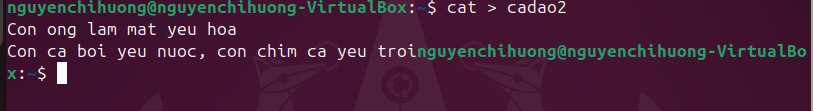 nguyenchihuong@nguyenchihuong-VirtualBox:~$ cat > cadao2
Con ong lam mat yeu hoa
Con ca boi yeu nuoc, con chim ca yeu troinguyenchihuong@nguyenchihuong-VirtualBo
x:~$